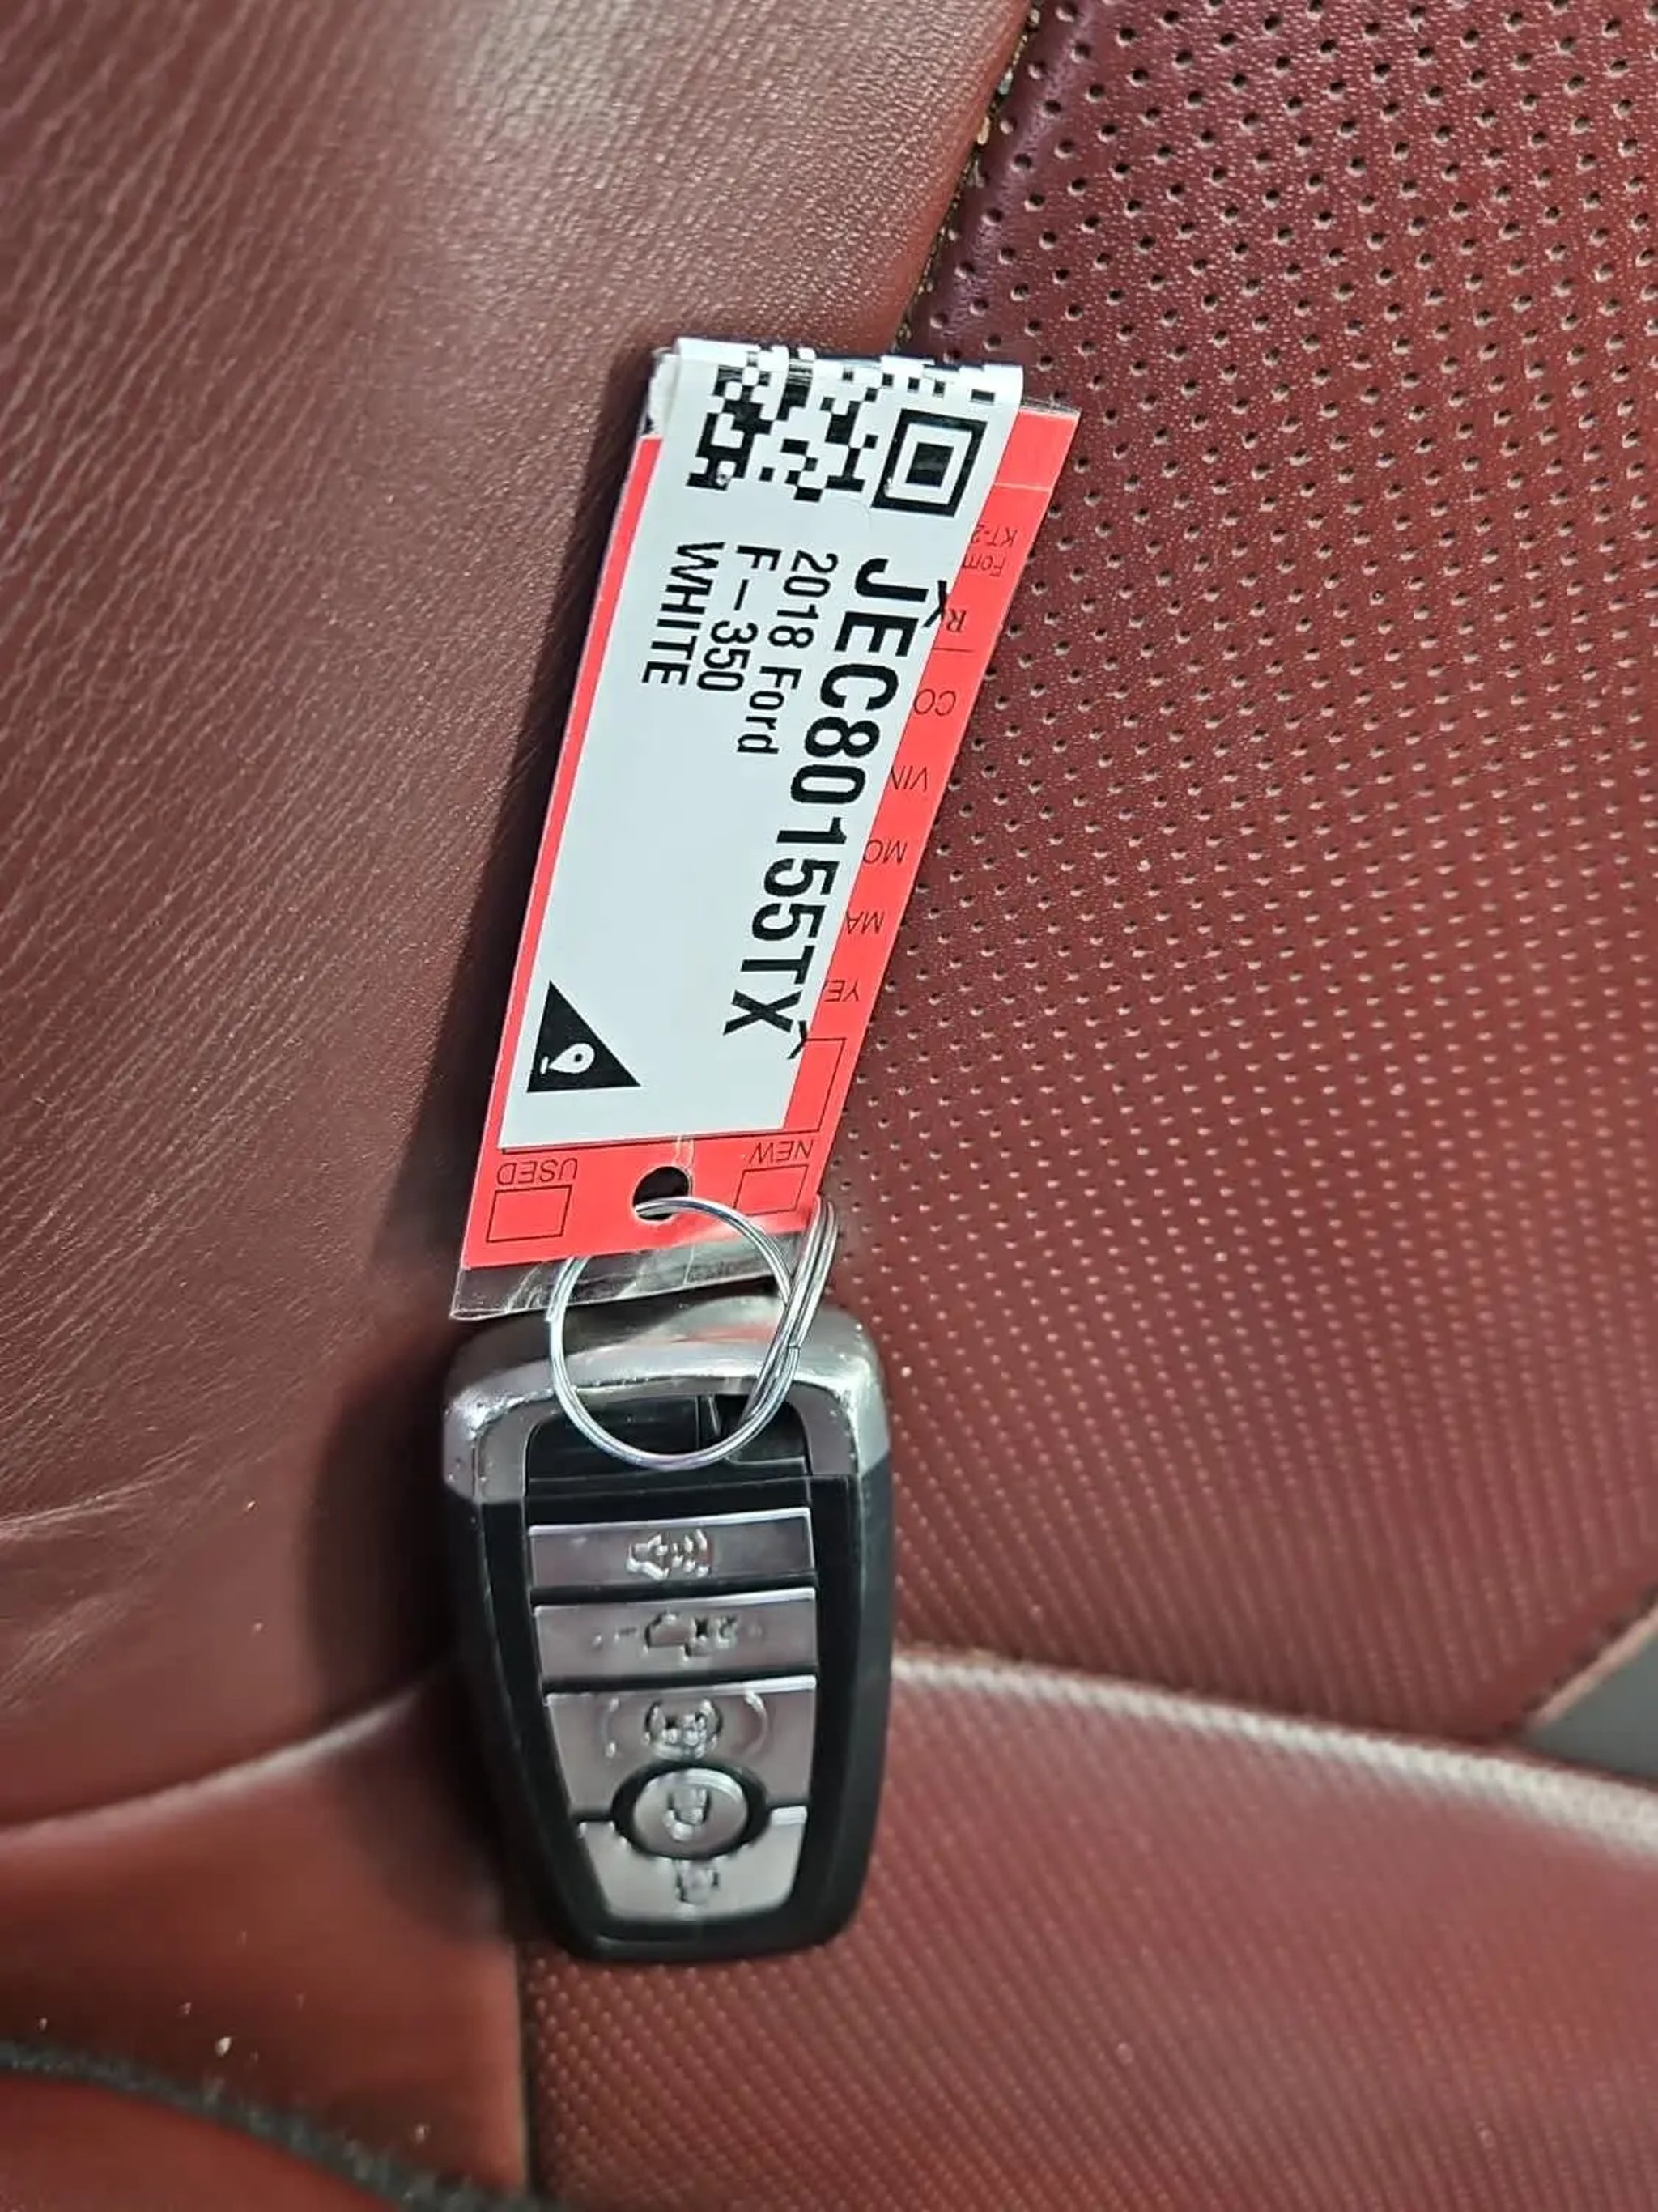 JEC80155TX
2018 Ford
F-350
WHITE
USED
NEW